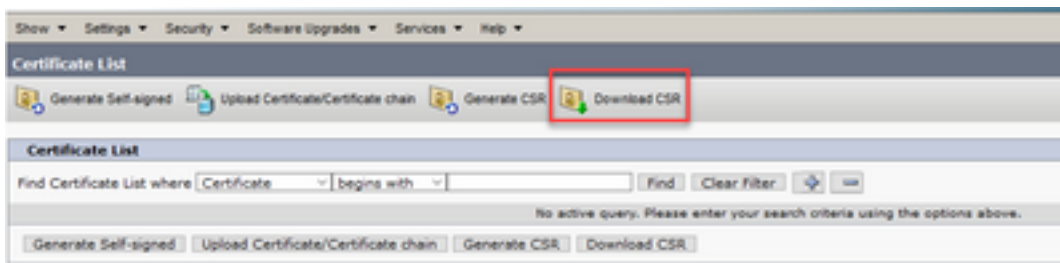 Show Settings Security Software Upgrades Services Help
Certificate List
Generate Self-signed Upload Certificate/Certificate chain Generate CSR Download CSR
Certificate List
Find Certificate List where Certificate begins with Find Clear Filter
No active query. Please enter your search criteria using the options above.
Generate Self-signed Upload Certificate/Certificate chain Generate CSR Download CSR